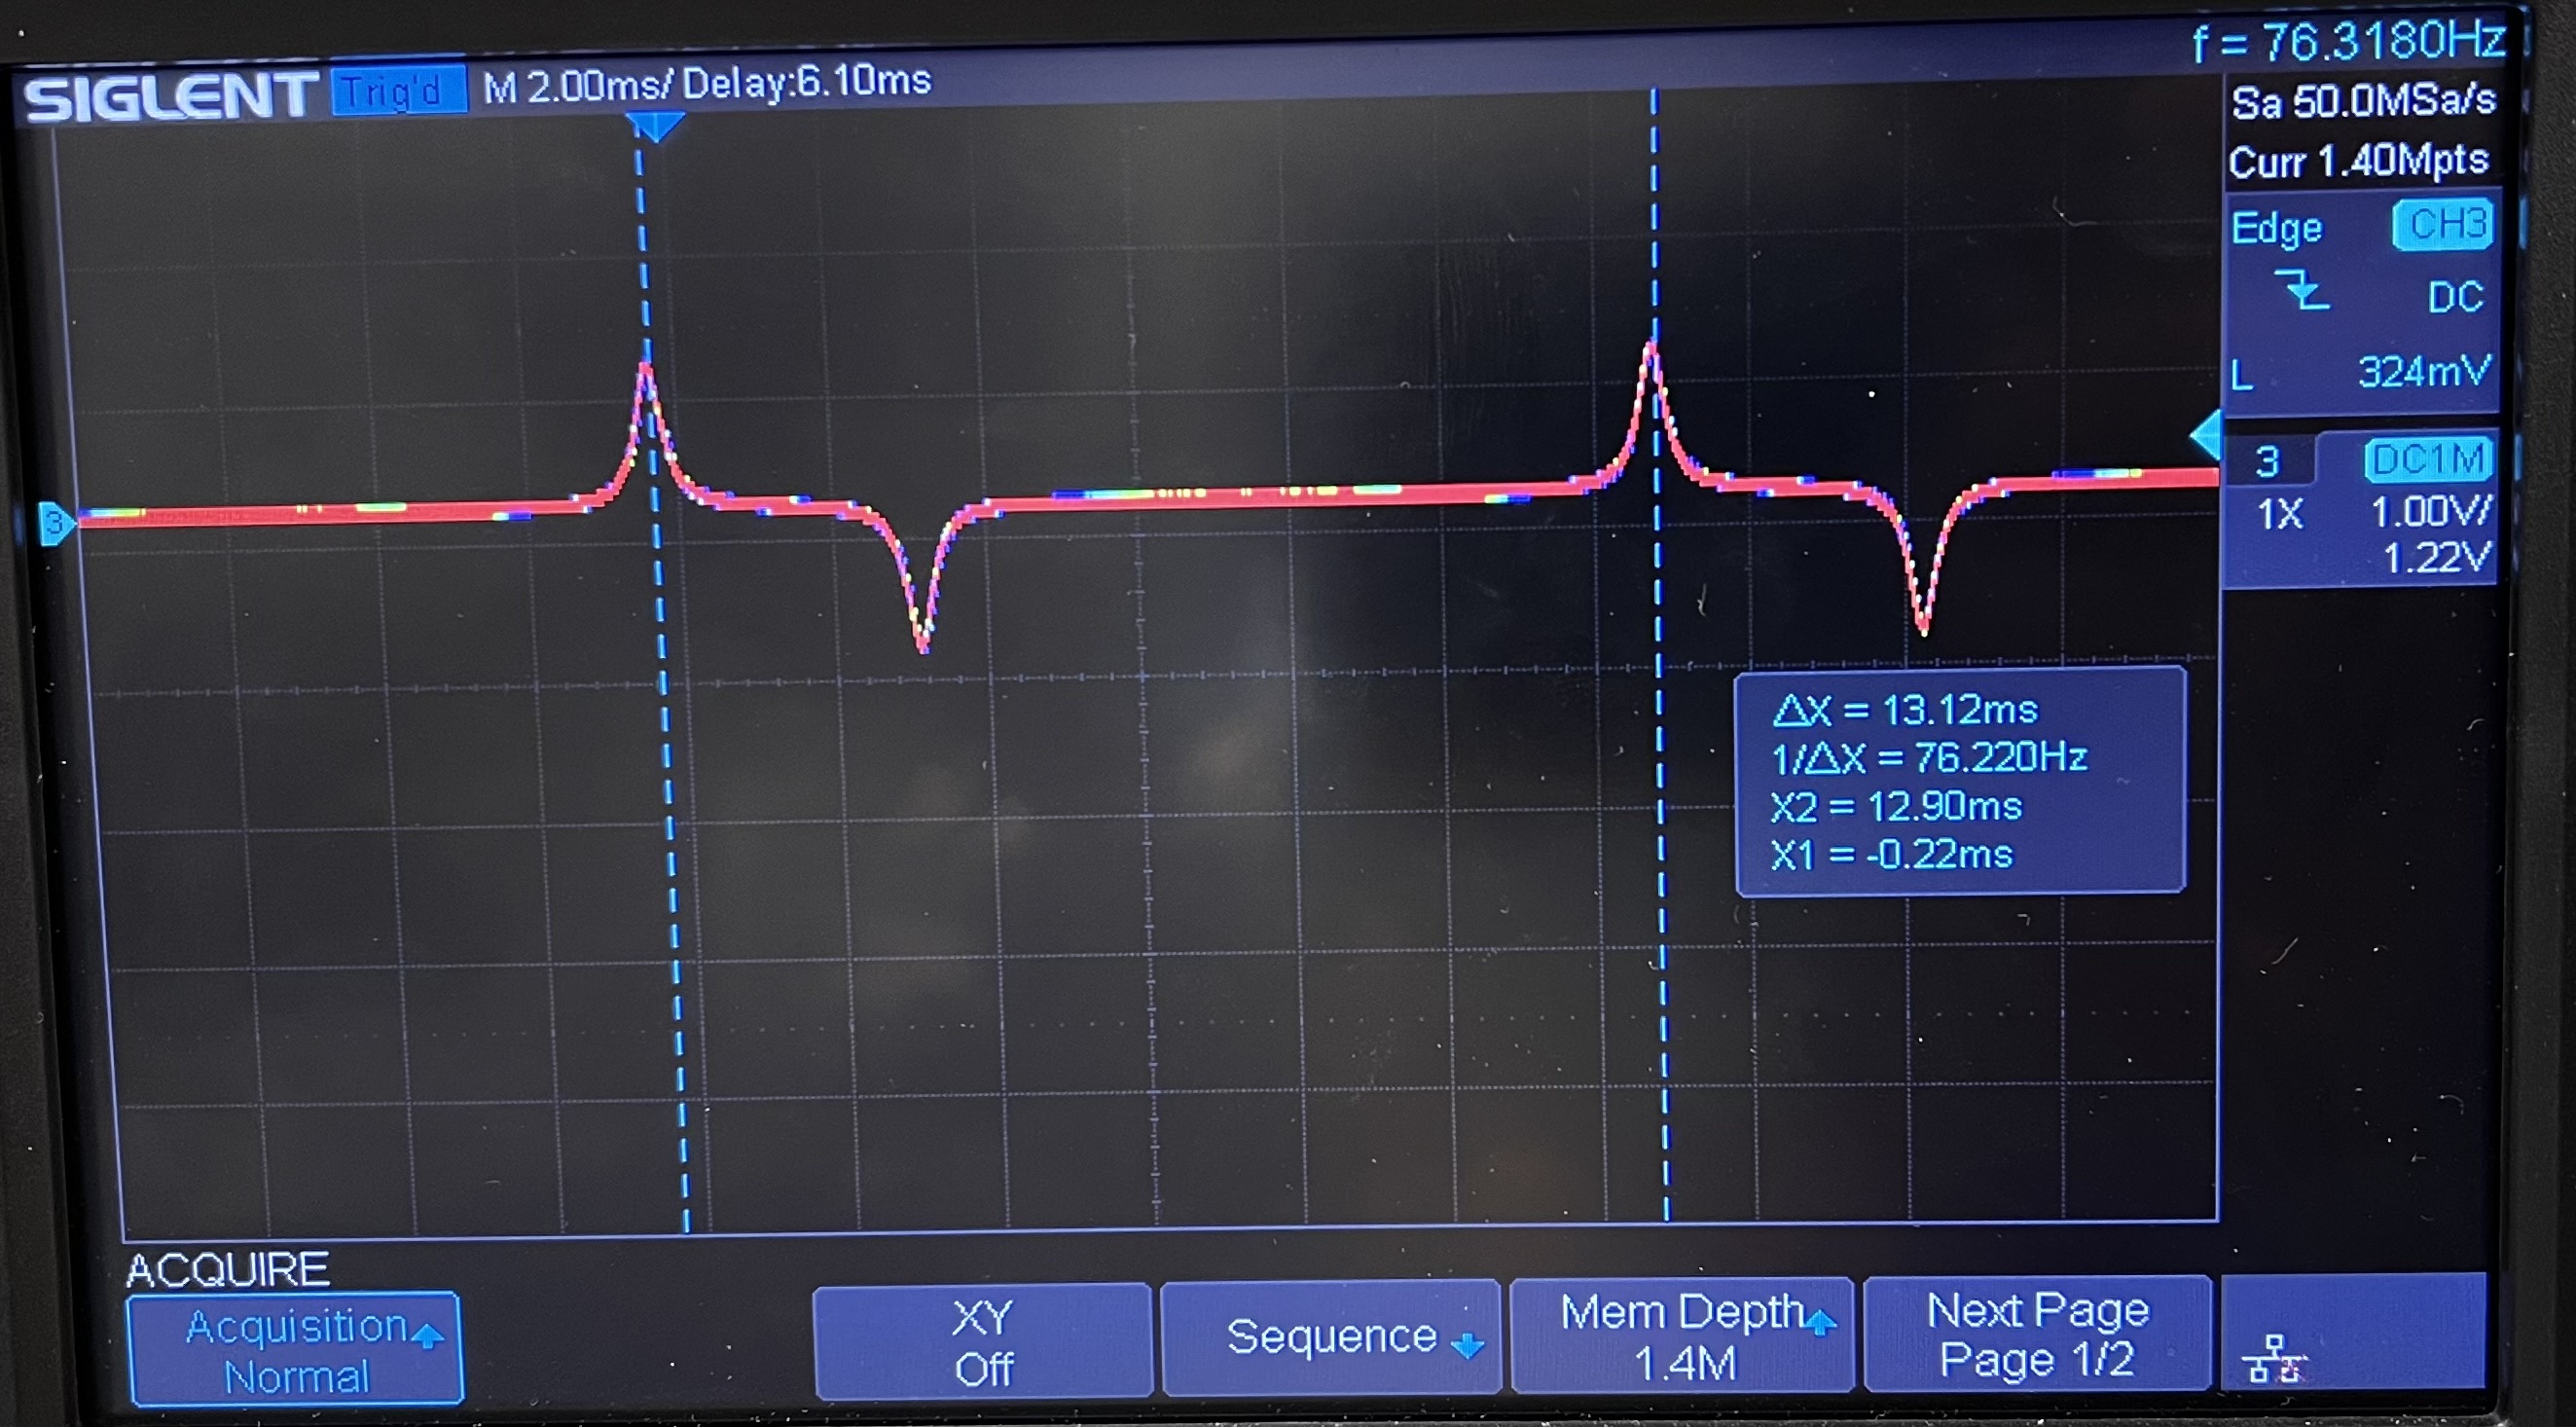 f = 76.3180Hz
SIGLENT Trig'd M 2.00ms/ Delay:6.10ms
Sa 50.0MSa/s
Curr 1.40Mpts
Edge CH3
DC
L 324mV
3 DC1M
1X 1.00V/
1.22V
3
ΔX = 13.12ms
1/ΔX = 76.220Hz
X2 = 12.90ms
X1 = -0.22ms
ACQUIRE
Acquisition
Normal
XY
Off
Sequence
Mem Depth
1.4M
Next Page
Page 1/2